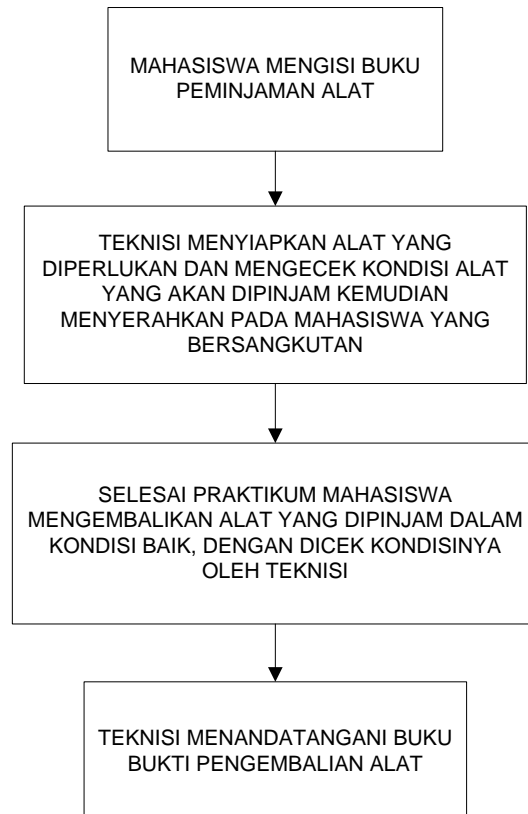 MAHASISWA MENGISI BUKU
PEMINJAMAN ALAT
TEKNISI MENYIAPKAN ALAT YANG
DIPERLUKAN DAN MENGECEK KONDISI ALAT
YANG AKAN DIPINJAM KEMUDIAN
MENYERAHKAN PADA MAHASISWA YANG
BERSANGKUTAN
SELESAI PRAKTIKUM MAHASISWA
MENGEMBALIKAN ALAT YANG DIPINJAM DALAM
KONDISI BAIK, DENGAN DICEK KONDISINYA
OLEH TEKNISI
TEKNISI MENANDATANGANI BUKU
BUKTI PENGEMBALIAN ALAT